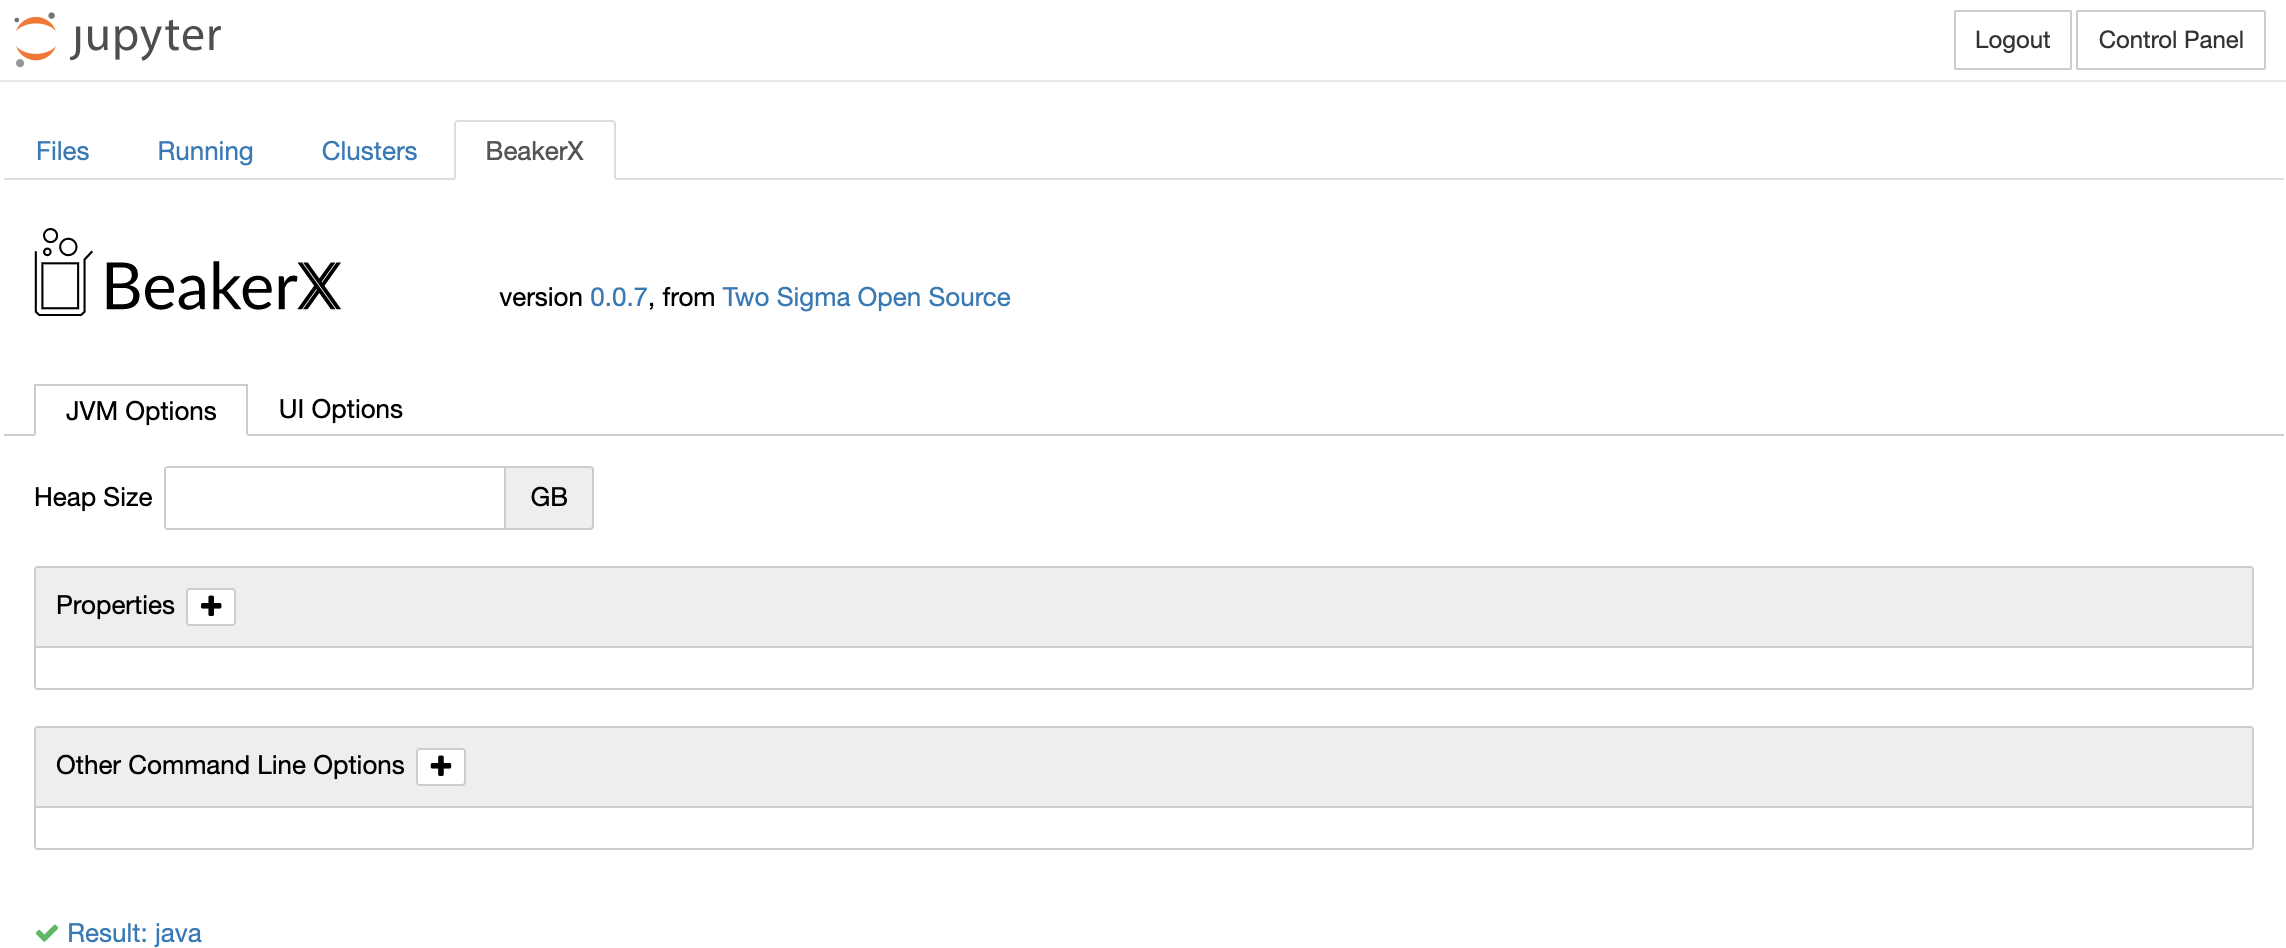 jupyter
Logout Control Panel
Files Running Clusters BeakerX
BeakerX version 0.0.7, from Two Sigma Open Source
JVM Options UI Options
Heap Size GB
Properties
Other Command Line Options
Result: java